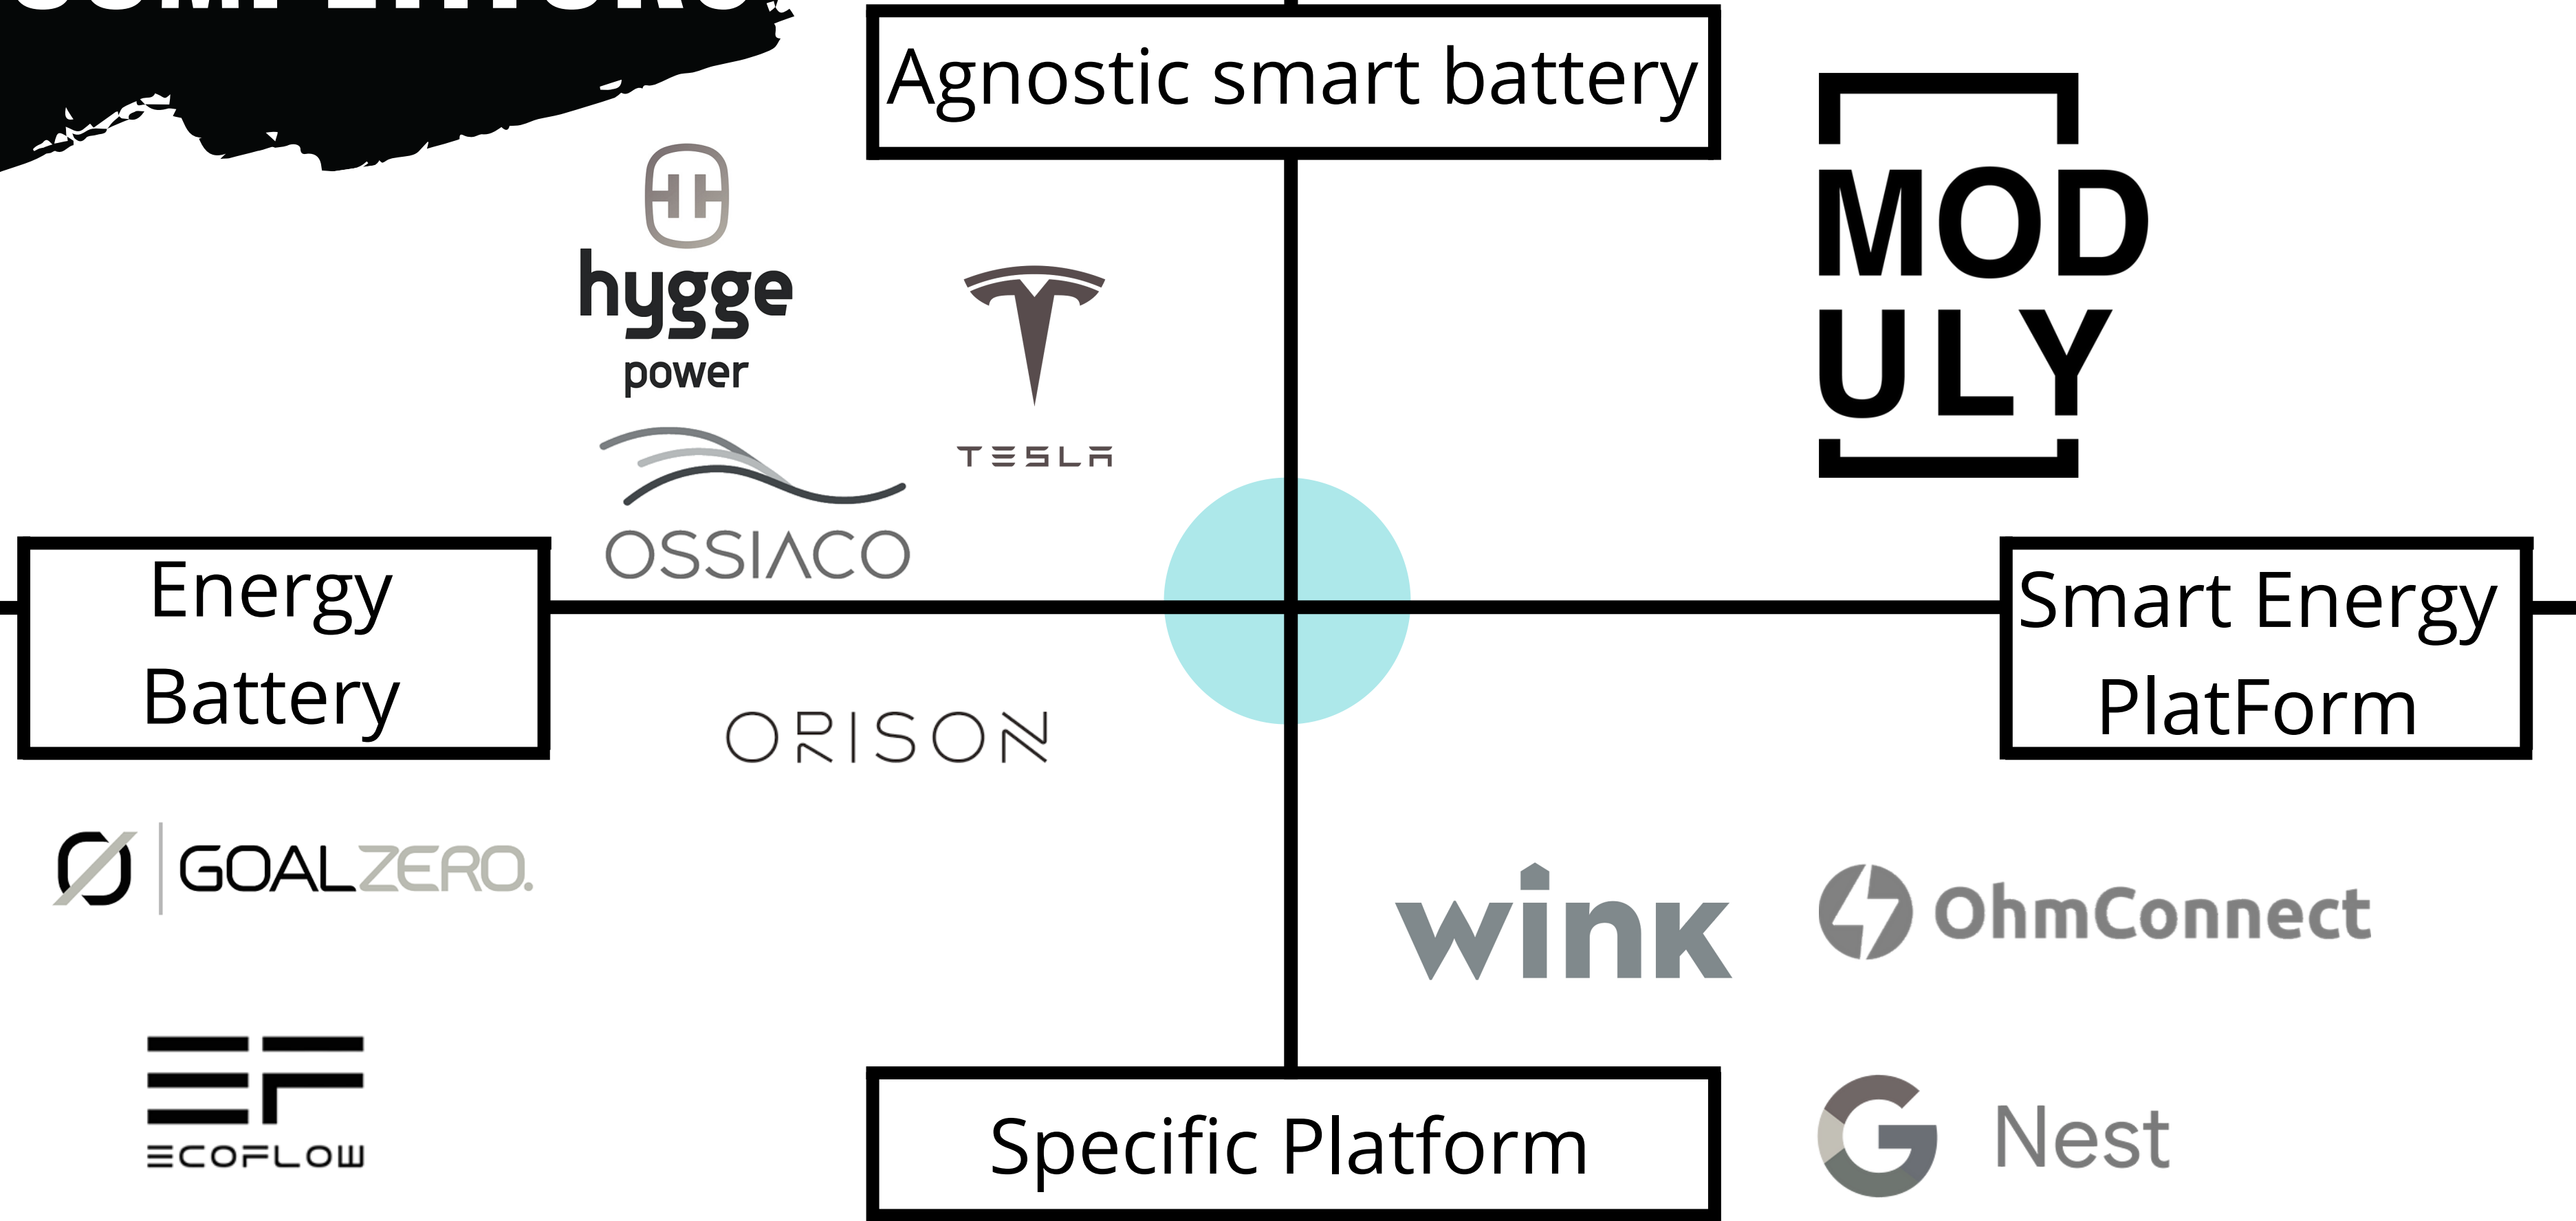 Agnostic smart battery
MOD
ULY
hygge
power
TESLA
OSSIACO
Energy
Battery
Smart Energy
PlatForm
ORISON
GOALZERO.
wink
OhmConnect
EF
ECOFLOW
Specific Platform
G Nest